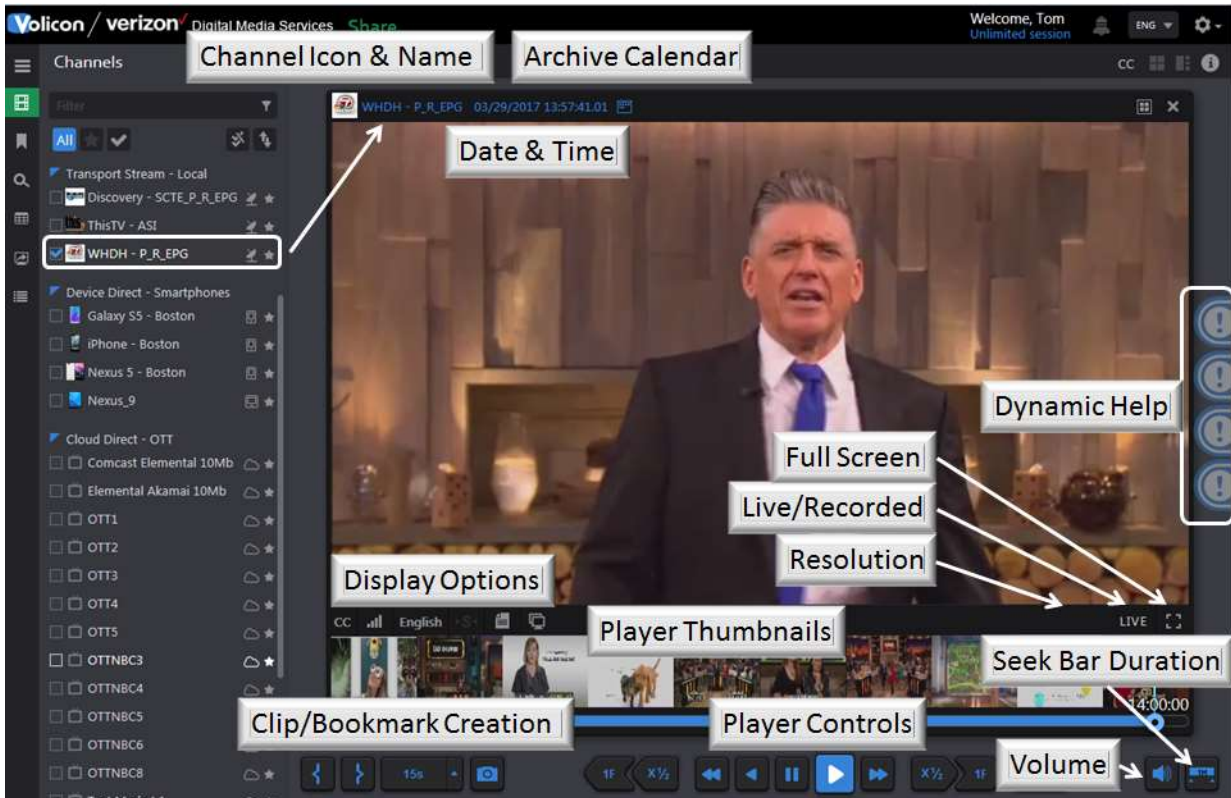 Volicon / verizon Digital Media Services Share
Welcome, Tom
Unlimited session
ENG
Channels
Channel Icon & Name
Archive Calendar
CC
Filter
WHDH - P_R_EPG 03/29/2017 13:57:41.01
All
Date & Time
Transport Stream - Local
Discovery - SCTE_P_R_EPG
ThisTV - ASI
WHDH - P_R_EPG
Device Direct - Smartphones
Galaxy S5 - Boston
iPhone - Boston
Nexus 5 - Boston
Nexus_9
Dynamic Help
Cloud Direct - OTT
Comcast Elemental 10Mb
Elemental Akamai 10Mb
OTT1
OTT2
OTT3
OTT4
OTT5
OTTNBC3
OTTNBC4
OTTNBC5
OTTNBC6
OTTNBC8
Full Screen
Live/Recorded
Resolution
Display Options
CC English S LIVE
Player Thumbnails
Seek Bar Duration
14:00:00
Clip/Bookmark Creation
Player Controls
Volume
15s
1F X½ X½ 1F